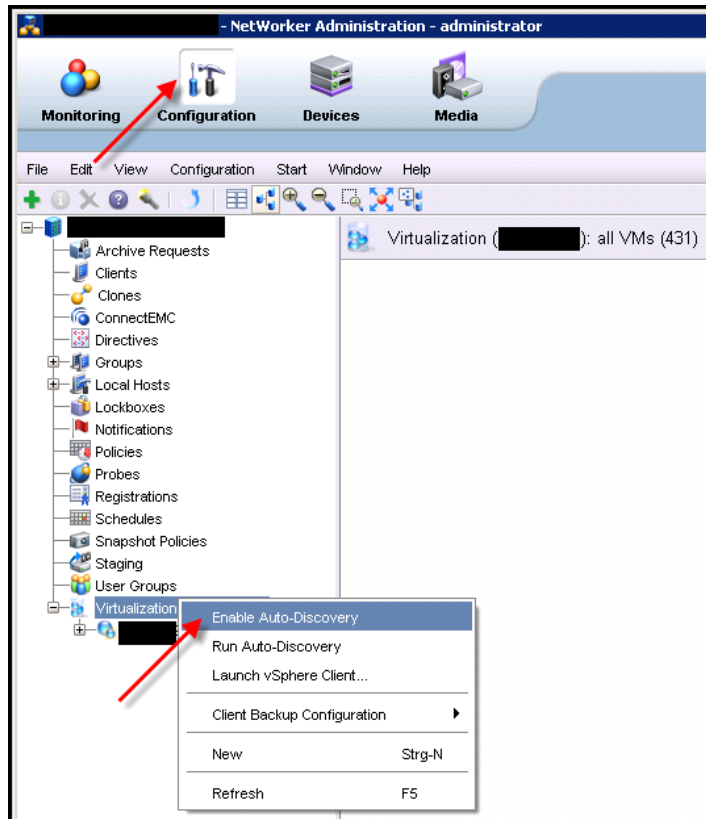 - NetWorker Administration - administrator
Monitoring Configuration Devices Media
File Edit View Configuration Start Window Help
Virtualization ( ): all VMs (431)
Archive Requests
Clients
Clones
ConnectEMC
Directives
Groups
Local Hosts
Lockboxes
Notifications
Policies
Probes
Registrations
Schedules
Snapshot Policies
Staging
User Groups
Virtualization
Enable Auto-Discovery
Run Auto-Discovery
Launch vSphere Client...
Client Backup Configuration
New Strg-N
Refresh F5